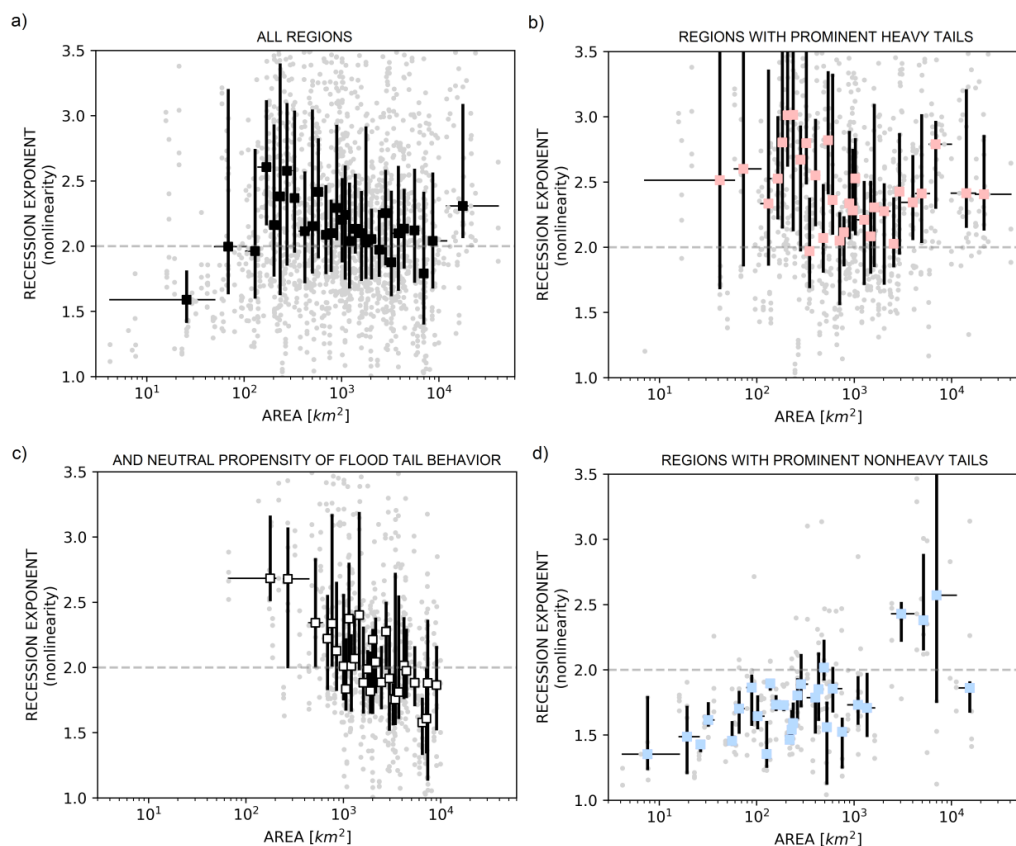 a)
ALL REGIONS
3.5
3.0
2.5
2.0
1.5
1.0
RECESSION EXPONENT
(nonlinearity)
10¹
10²
10³
10⁴
AREA [km²]
b)
REGIONS WITH PROMINENT HEAVY TAILS
3.5
3.0
2.5
2.0
1.5
1.0
RECESSION EXPONENT
(nonlinearity)
10¹
10²
10³
10⁴
AREA [km²]
c)
AND NEUTRAL PROPENSITY OF FLOOD TAIL BEHAVIOR
3.5
3.0
2.5
2.0
1.5
1.0
RECESSION EXPONENT
(nonlinearity)
10¹
10²
10³
10⁴
AREA [km²]
d)
REGIONS WITH PROMINENT NONHEAVY TAILS
3.5
3.0
2.5
2.0
1.5
1.0
RECESSION EXPONENT
(nonlinearity)
10¹
10²
10³
10⁴
AREA [km²]